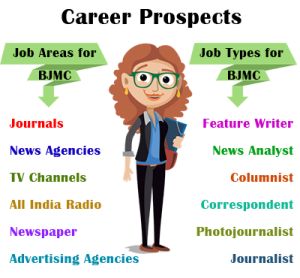 Career Prospects
Job Areas for
BJMC
Journals
News Agencies
TV Channels
All India Radio
Newspaper
Advertising Agencies
Job Types for
BJMC
Feature Writer
News Analyst
Columnist
Correspondent
Photojournalist
Journalist